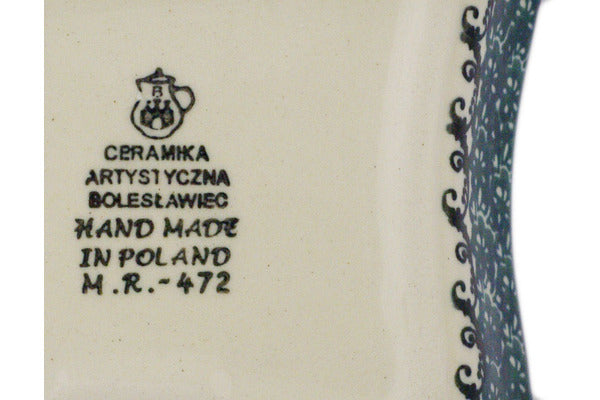 B
CERAMIKA
ARTYSTYCZNA
BOLESŁAWIEC
HAND MADE
IN POLAND
M.R.-472